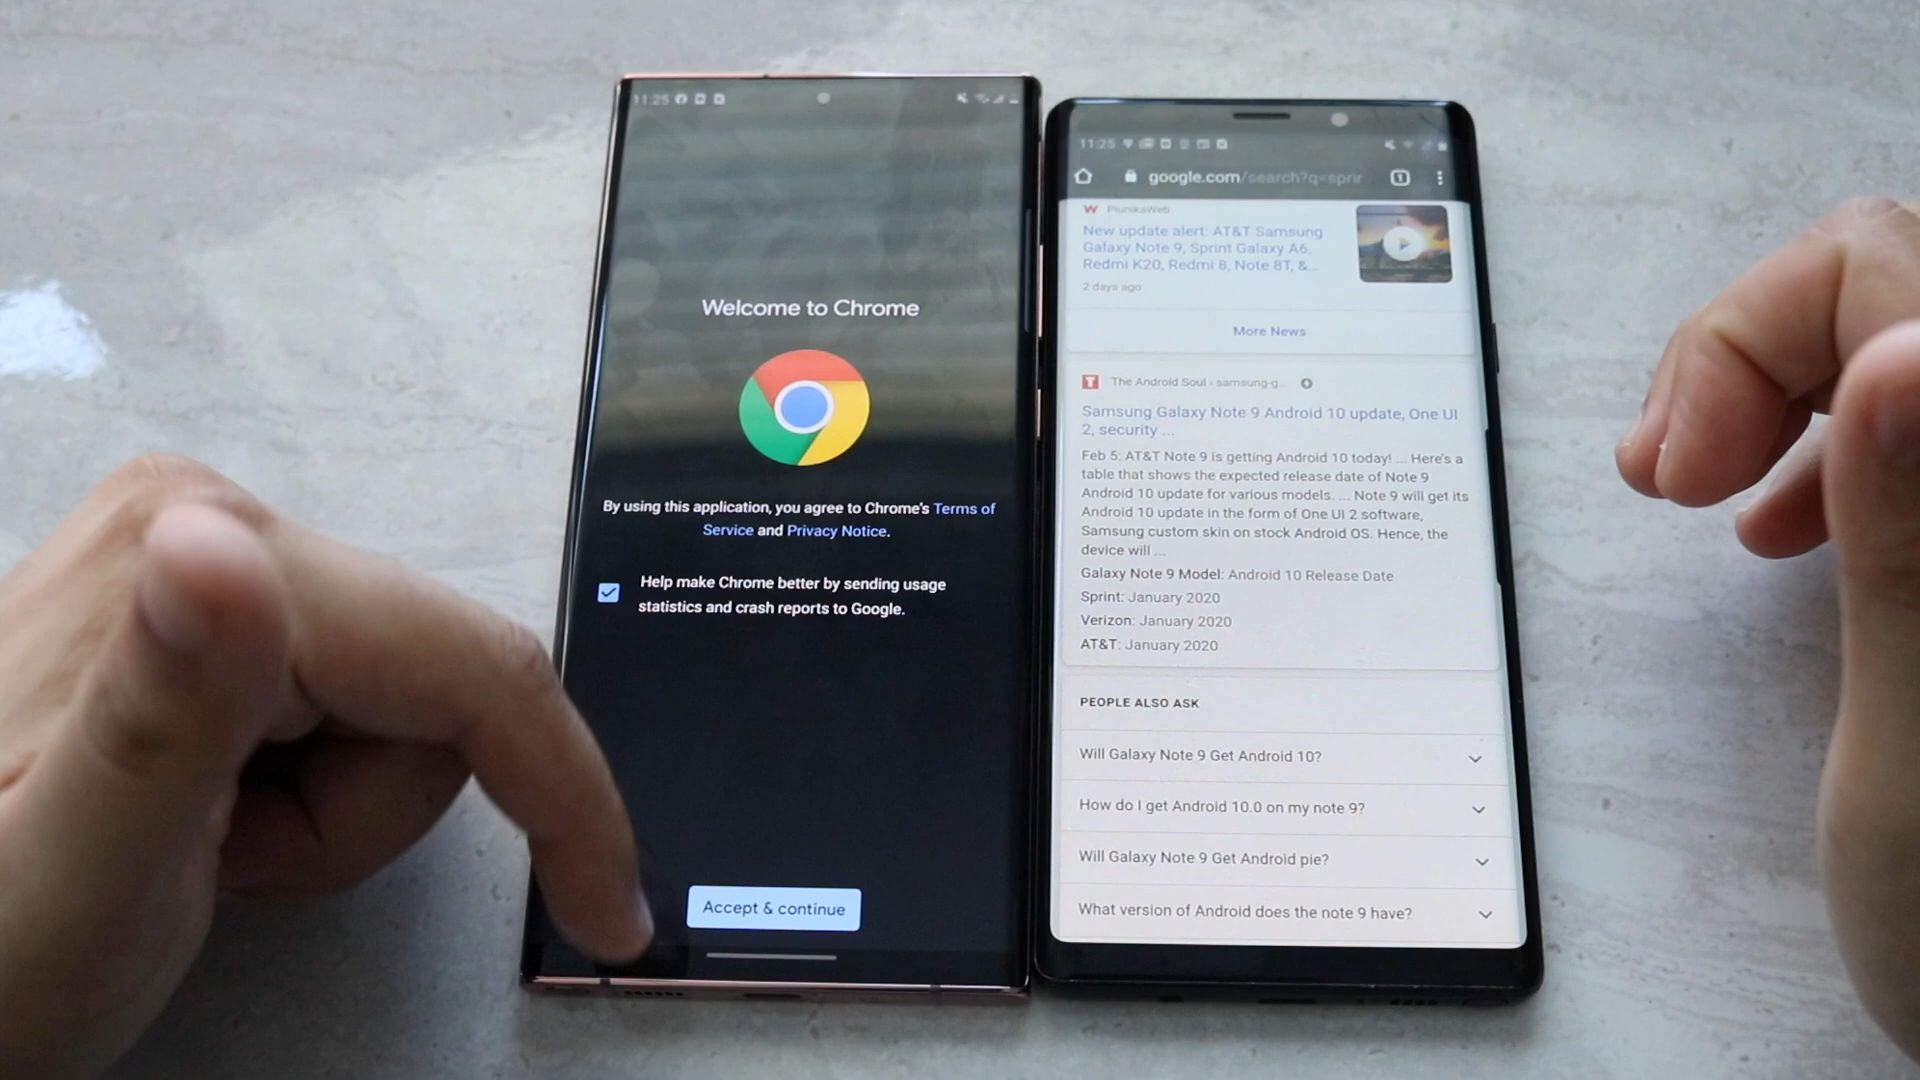 11:25
Welcome to Chrome
By using this application, you agree to Chrome's Terms of
Service and Privacy Notice.
Help make Chrome better by sending usage
statistics and crash reports to Google.
Accept & continue
11:25
google.com/search?q=sprir
1
PiunikaWeb
New update alert: AT&T Samsung
Galaxy Note 9, Sprint Galaxy A6,
Redmi K20, Redmi 8, Note 8T, &...
2 days ago
More News
The Android Soul › samsung-g...
Samsung Galaxy Note 9 Android 10 update, One UI
2, security ...
Feb 5: AT&T Note 9 is getting Android 10 today! ... Here's a
table that shows the expected release date of Note 9
Android 10 update for various models. ... Note 9 will get its
Android 10 update in the form of One UI 2 software,
Samsung custom skin on stock Android OS. Hence, the
device will ...
Galaxy Note 9 Model: Android 10 Release Date
Sprint: January 2020
Verizon: January 2020
AT&T: January 2020
PEOPLE ALSO ASK
Will Galaxy Note 9 Get Android 10?
How do I get Android 10.0 on my note 9?
Will Galaxy Note 9 Get Android pie?
What version of Android does the note 9 have?